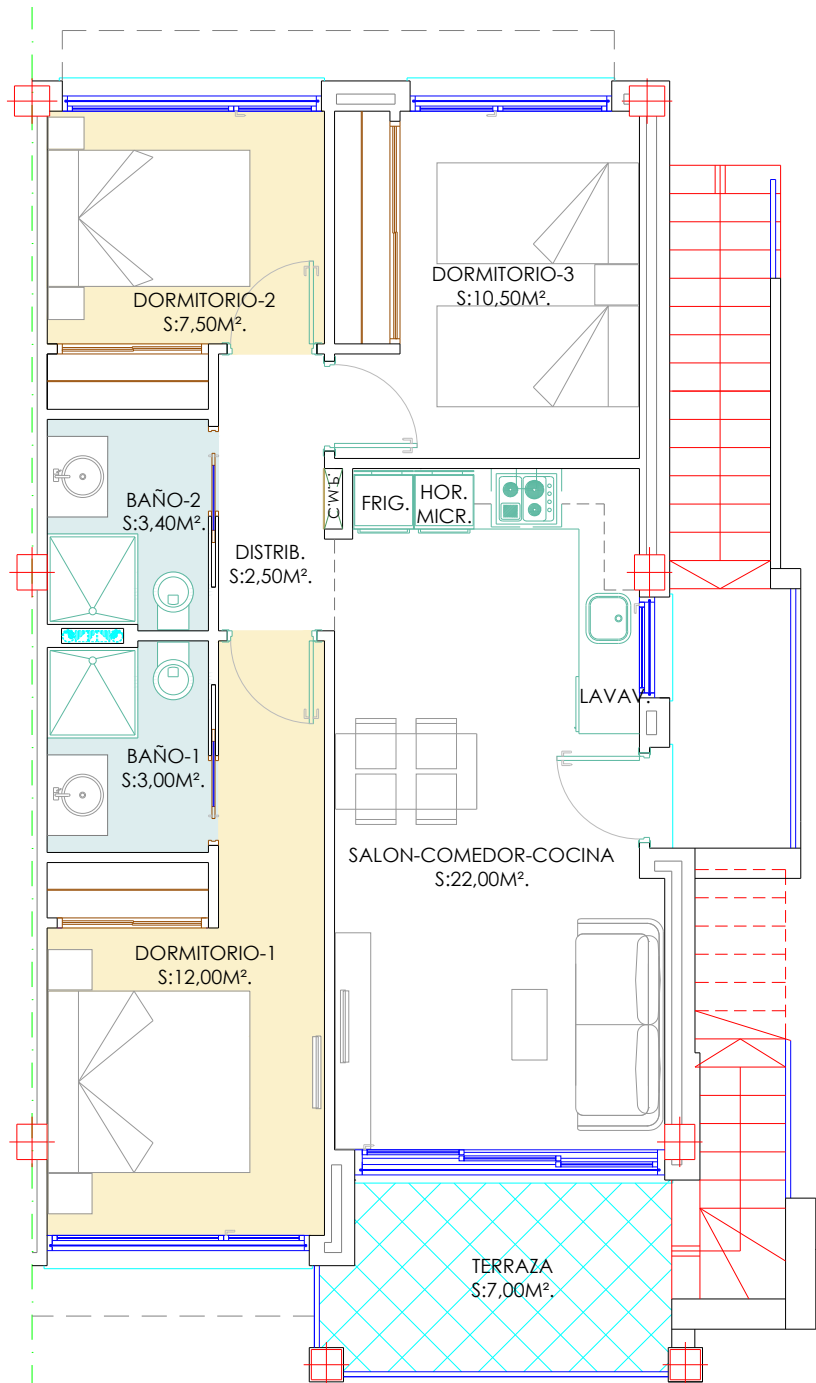 DORMITORIO-2
S:7,50M².
DORMITORIO-3
S:10,50M².
BAÑO-2
S:3,40M².
DISTRIB.
S:2,50M².
C.M.P.
FRIG.
HOR.
MICR.
LAVAV.
BAÑO-1
S:3,00M².
SALON-COMEDOR-COCINA
S:22,00M².
DORMITORIO-1
S:12,00M².
TERRAZA
S:7,00M².